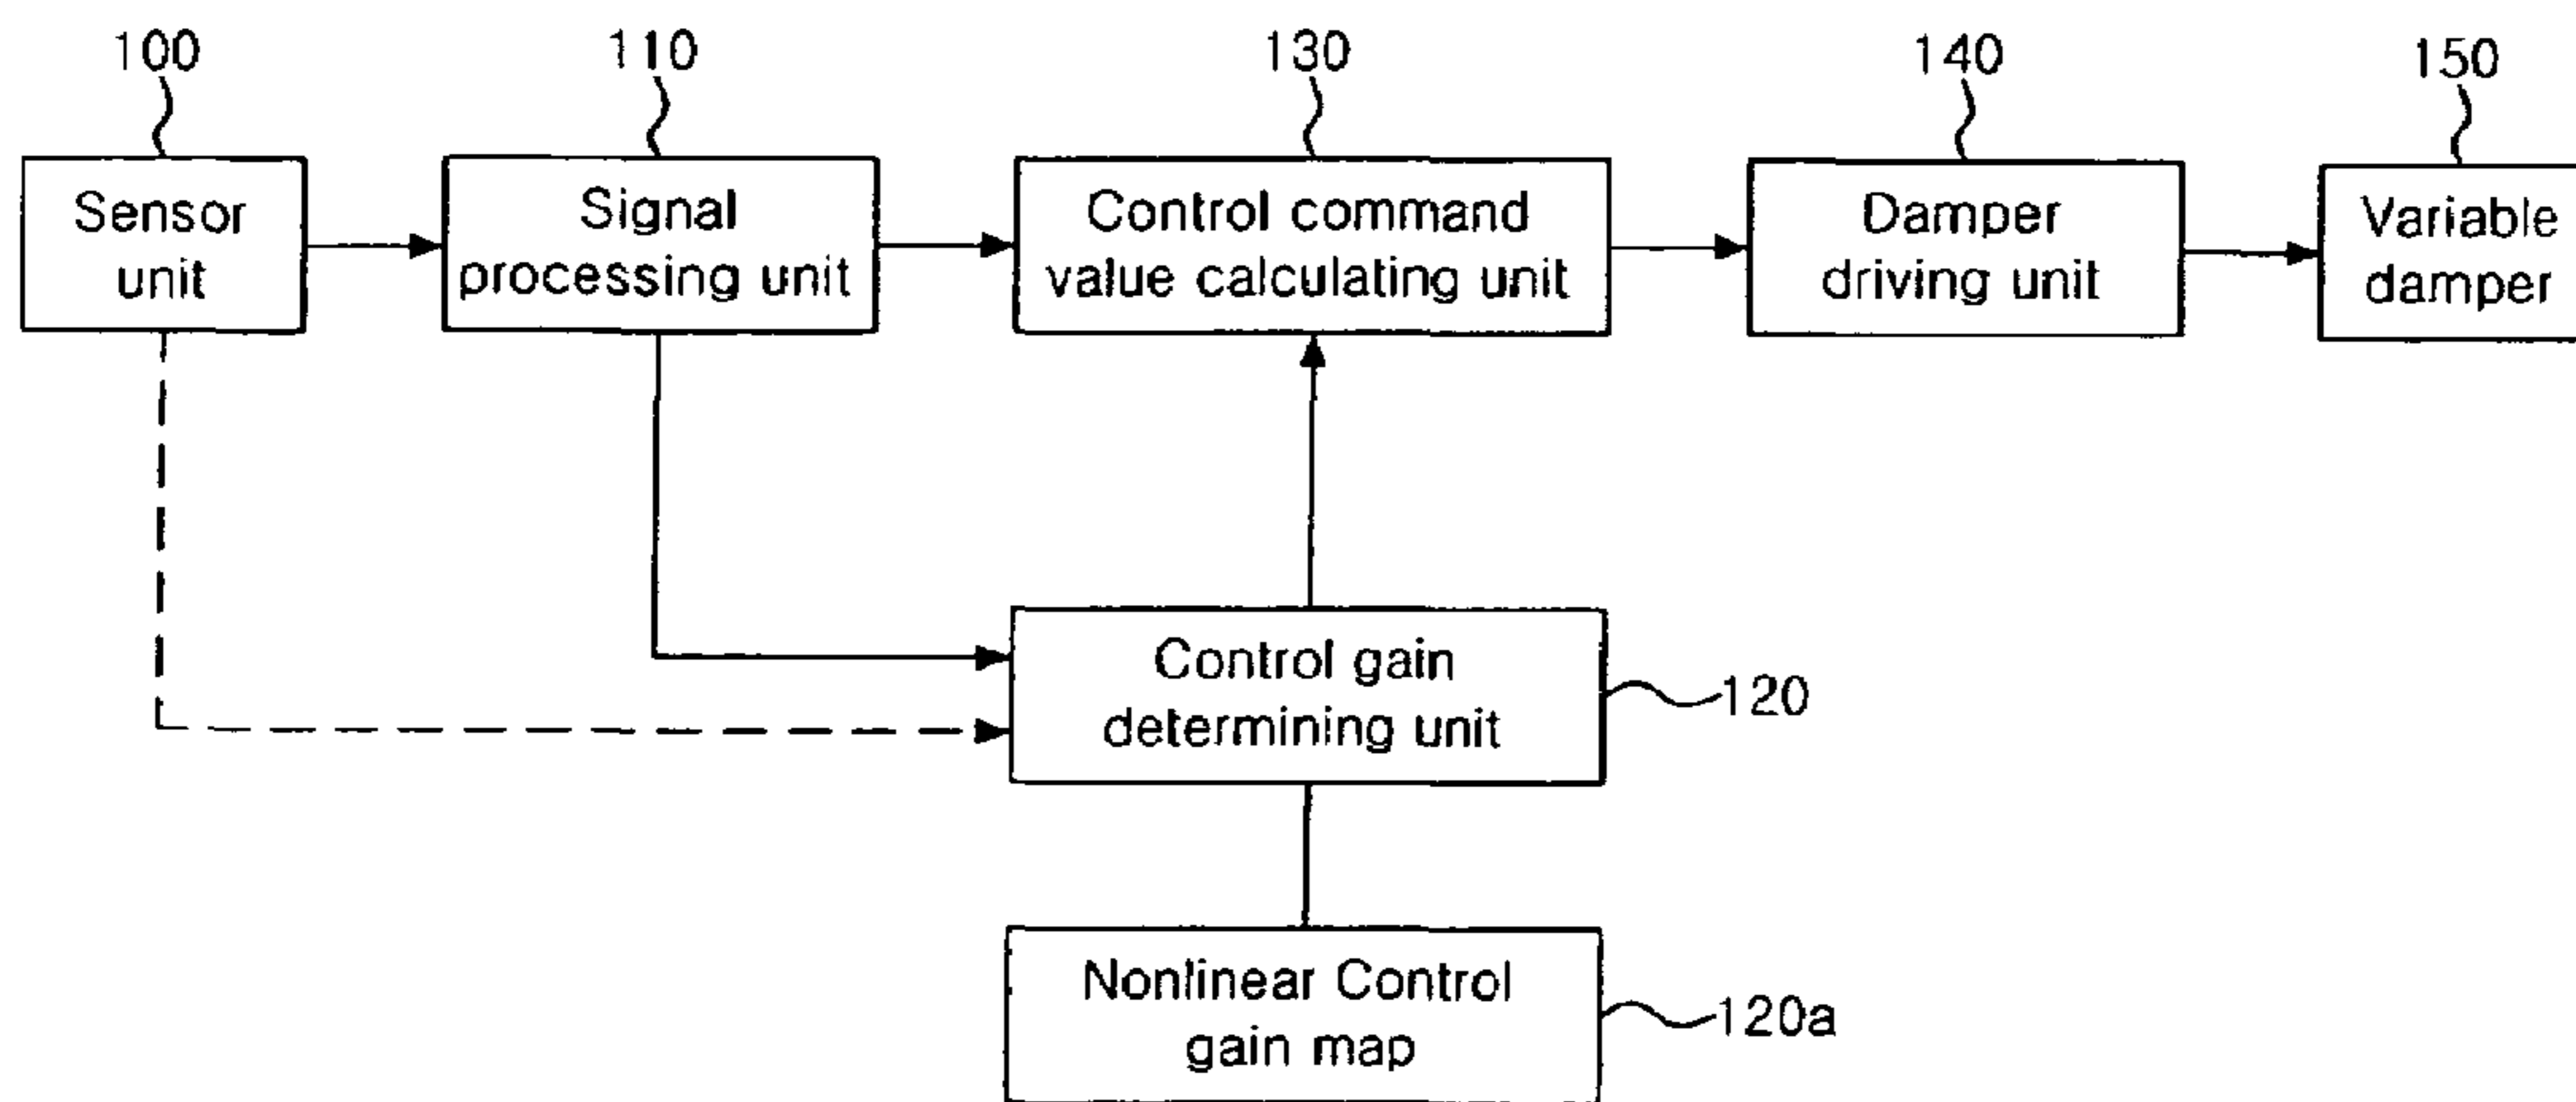 100
110
130
140
150
Sensor
unit
Signal
processing unit
Control command
value calculating unit
Damper
driving unit
Variable
damper
Control gain
determining unit
120
Nonlinear Control
gain map
120a